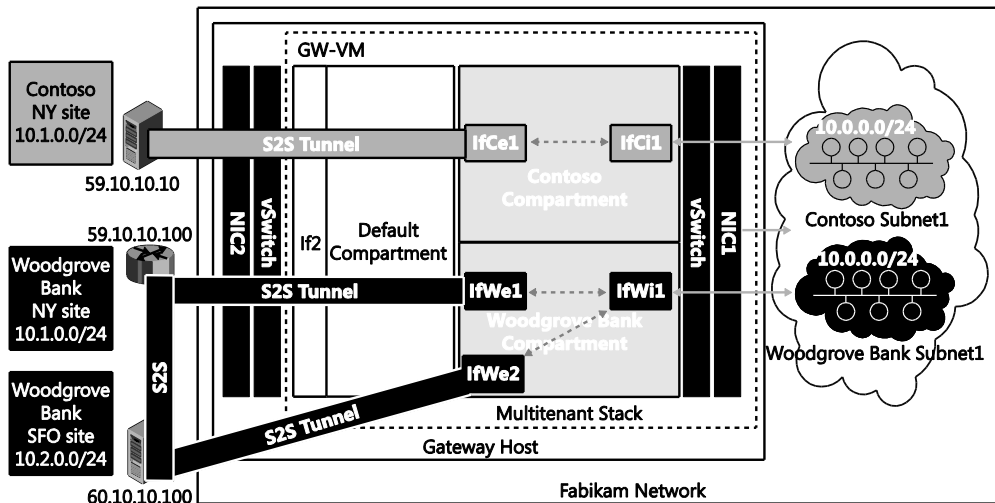 GW-VM
Contoso
NY site
10.1.0.0/24
59.10.10.10
S2S Tunnel
IfCe1
IfCi1
Contoso
Compartment
10.0.0.0/24
Contoso Subnet1
NIC2
vSwitch
If2
Default
Compartment
vSwitch
NIC1
59.10.10.100
Woodgrove
Bank
NY site
10.1.0.0/24
S2S Tunnel
IfWe1
IfWi1
Woodgrove Bank
Compartment
10.0.0.0/24
Woodgrove Bank Subnet1
Woodgrove
Bank
SFO site
10.2.0.0/24
S2S
S2S Tunnel
IfWe2
Multitenant Stack
Gateway Host
60.10.10.100
Fabikam Network